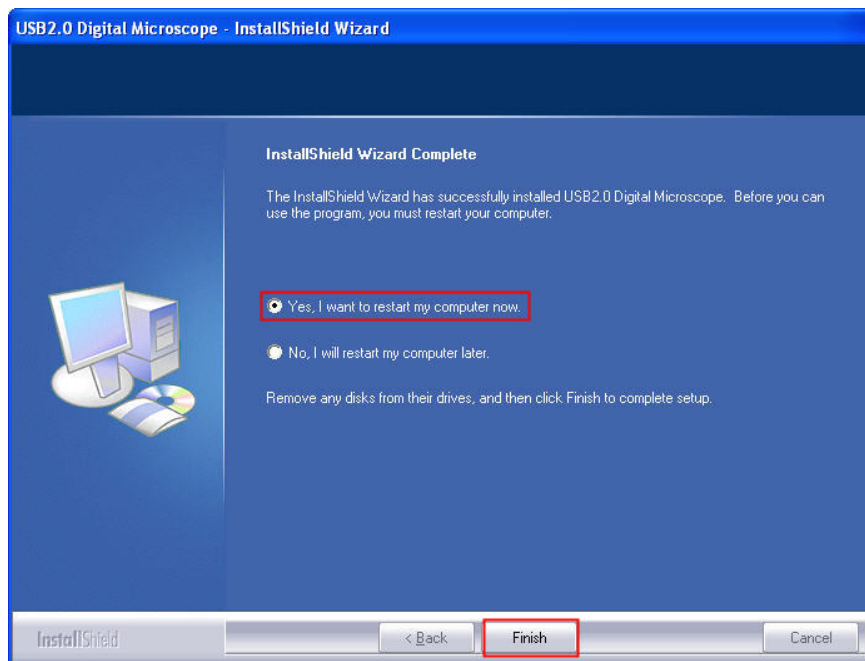 USB2.0 Digital Microscope - InstallShield Wizard
InstallShield Wizard Complete
The InstallShield Wizard has successfully installed USB2.0 Digital Microscope. Before you can
use the program, you must restart your computer.
Yes, I want to restart my computer now.
No, I will restart my computer later.
Remove any disks from their drives, and then click Finish to complete setup.
InstallShield
< Back
Finish
Cancel